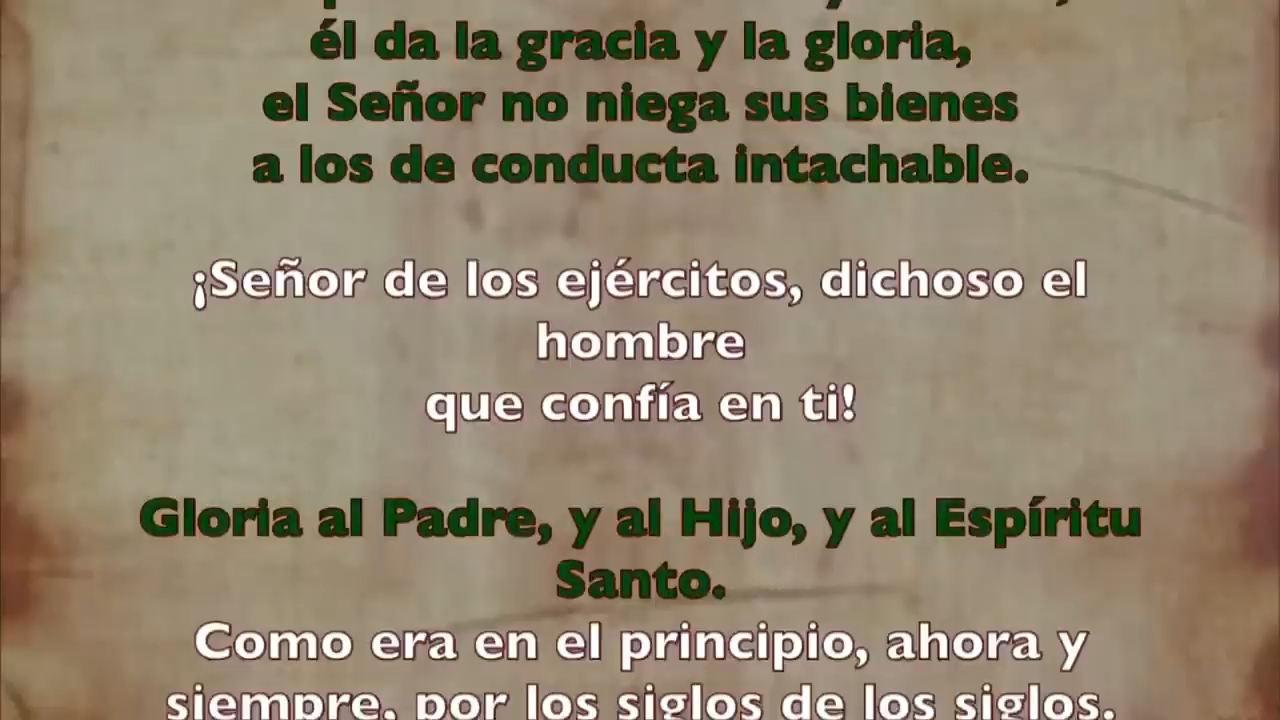 él da la gracia y la gloria,
el Señor no niega sus bienes
a los de conducta intachable.
¡Señor de los ejércitos, dichoso el
hombre
que confía en ti!
Gloria al Padre, y al Hijo, y al Espíritu
Santo.
Como era en el principio, ahora y
siempre, por los siglos de los siglos.